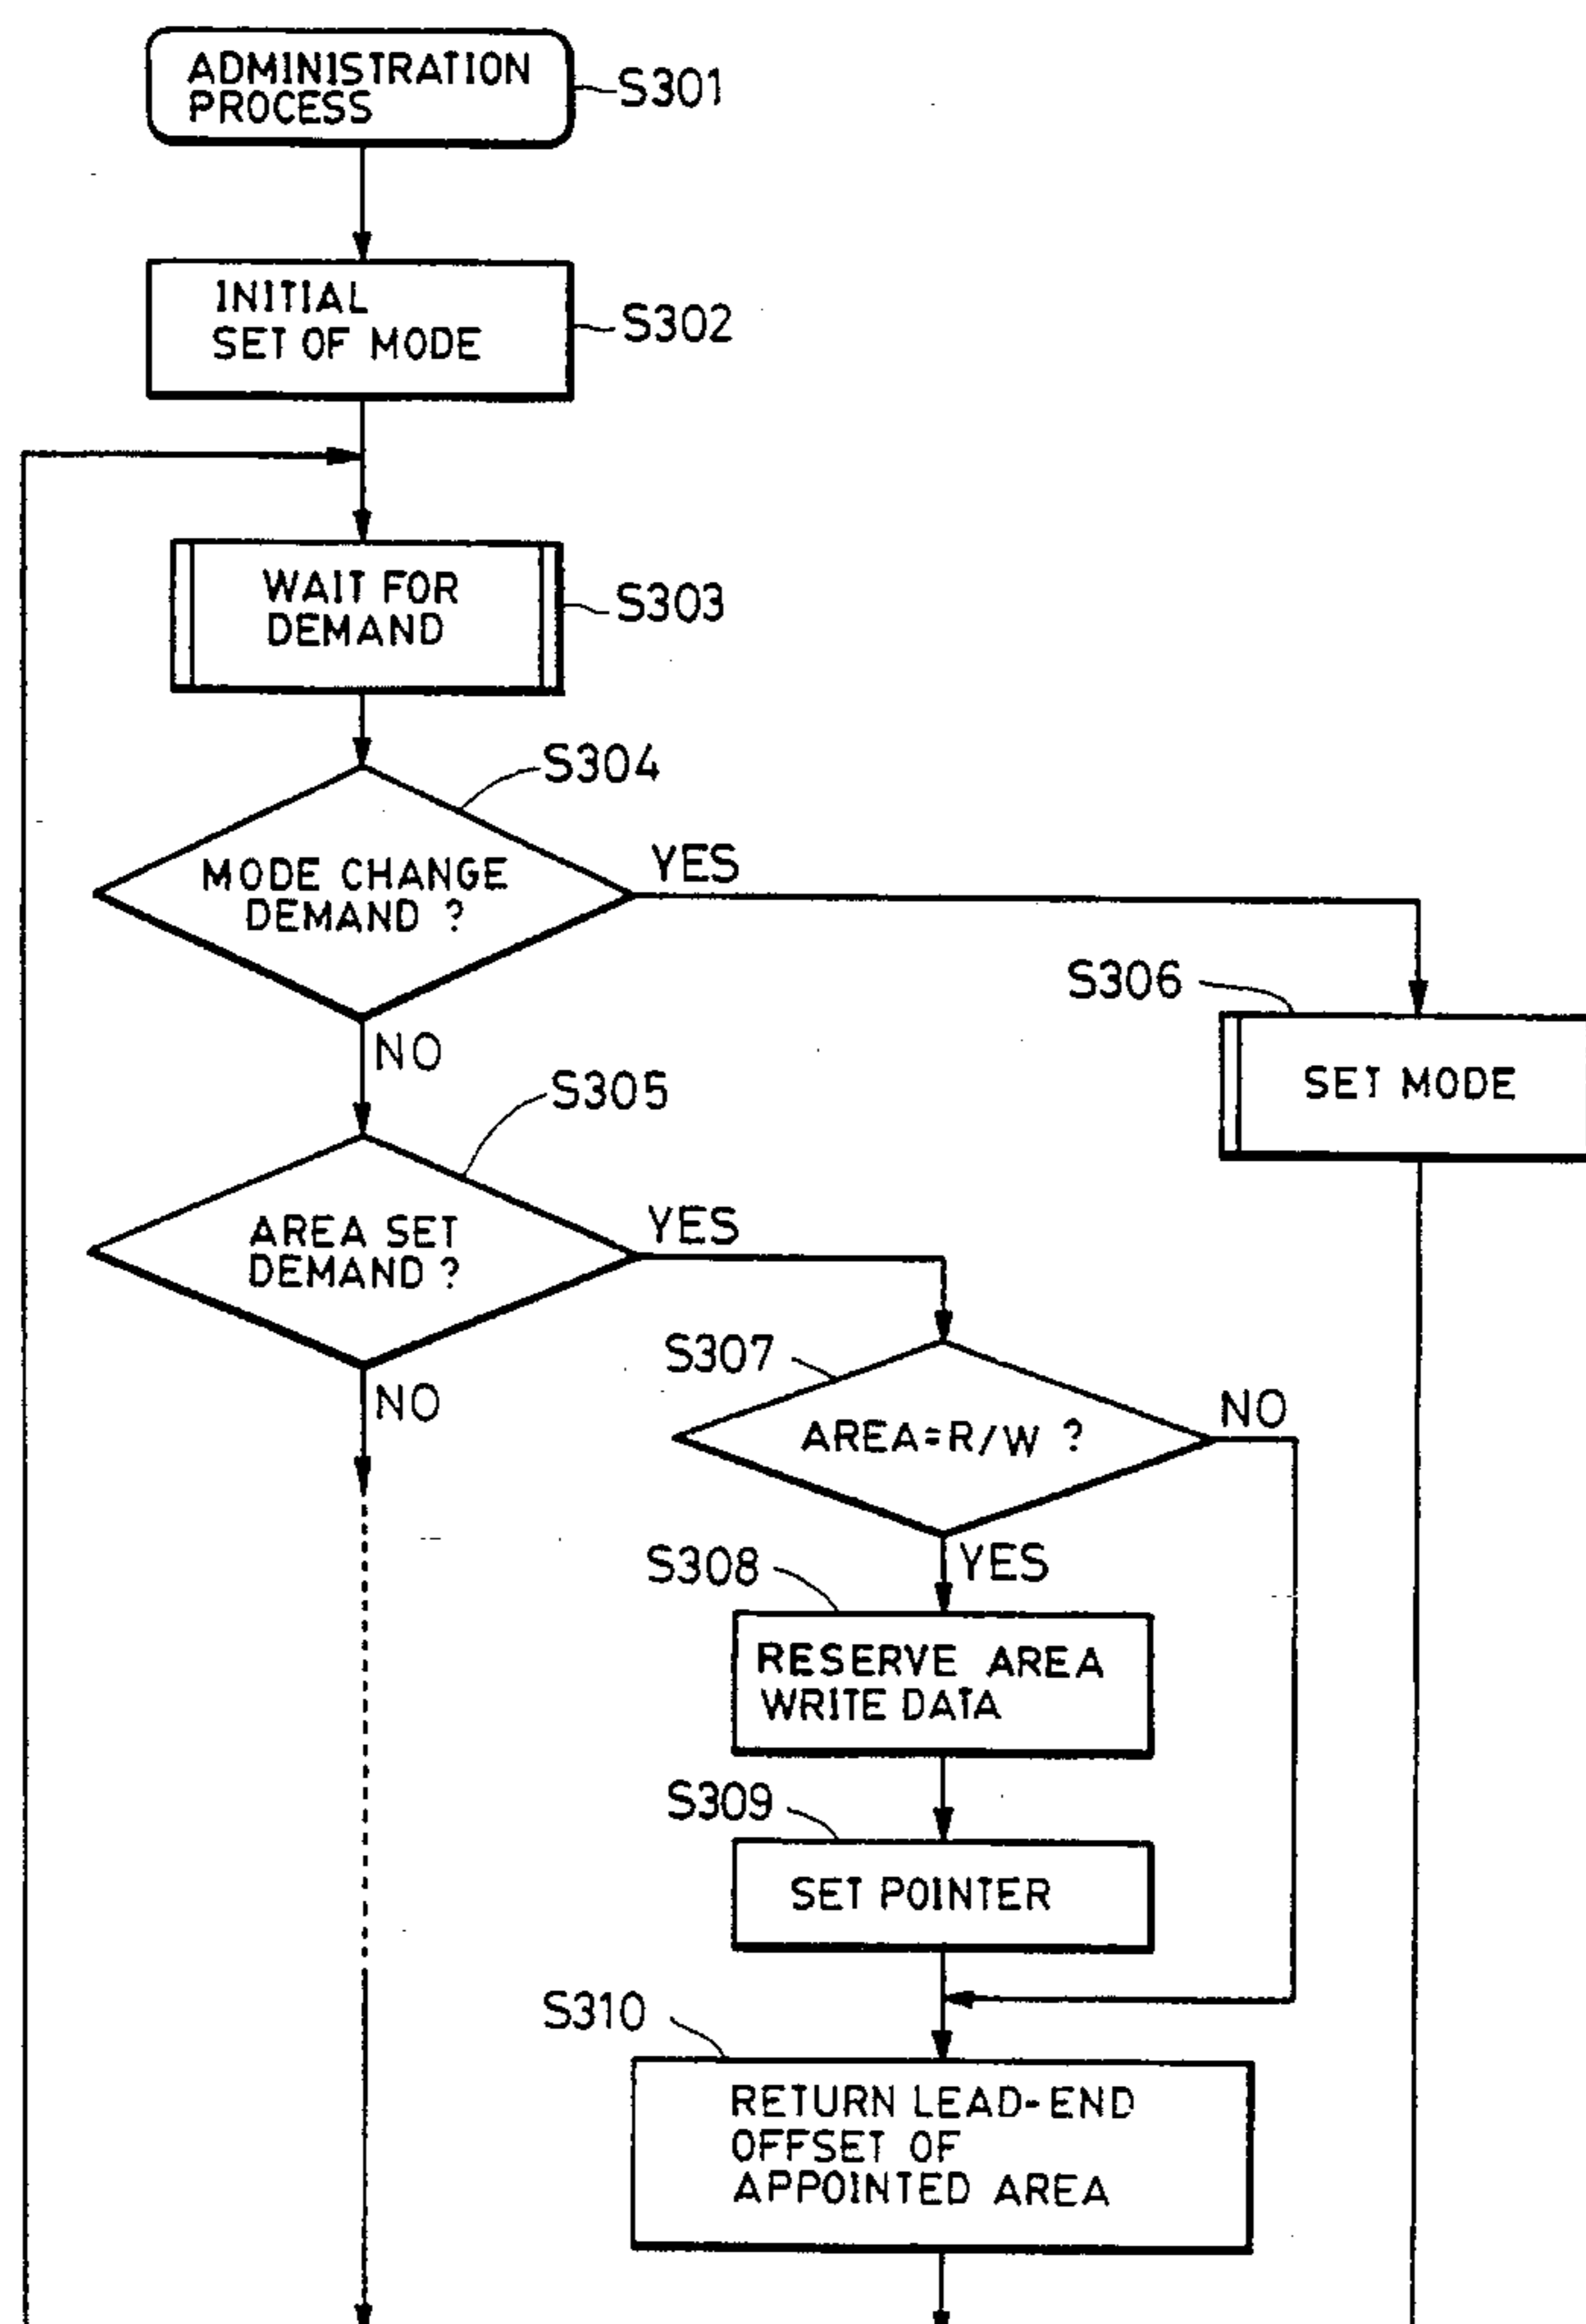 ADMINISTRATION
PROCESS
S301
INITIAL
SET OF MODE
S302
WAIT FOR
DEMAND
S303
S304
MODE CHANGE
DEMAND ?
YES
NO
S306
SET MODE
S305
AREA SET
DEMAND ?
YES
NO
S307
AREA=R/W ?
NO
YES
S308
RESERVE AREA
WRITE DATA
S309
SET POINTER
S310
RETURN LEAD-END
OFFSET OF
APPOINTED AREA